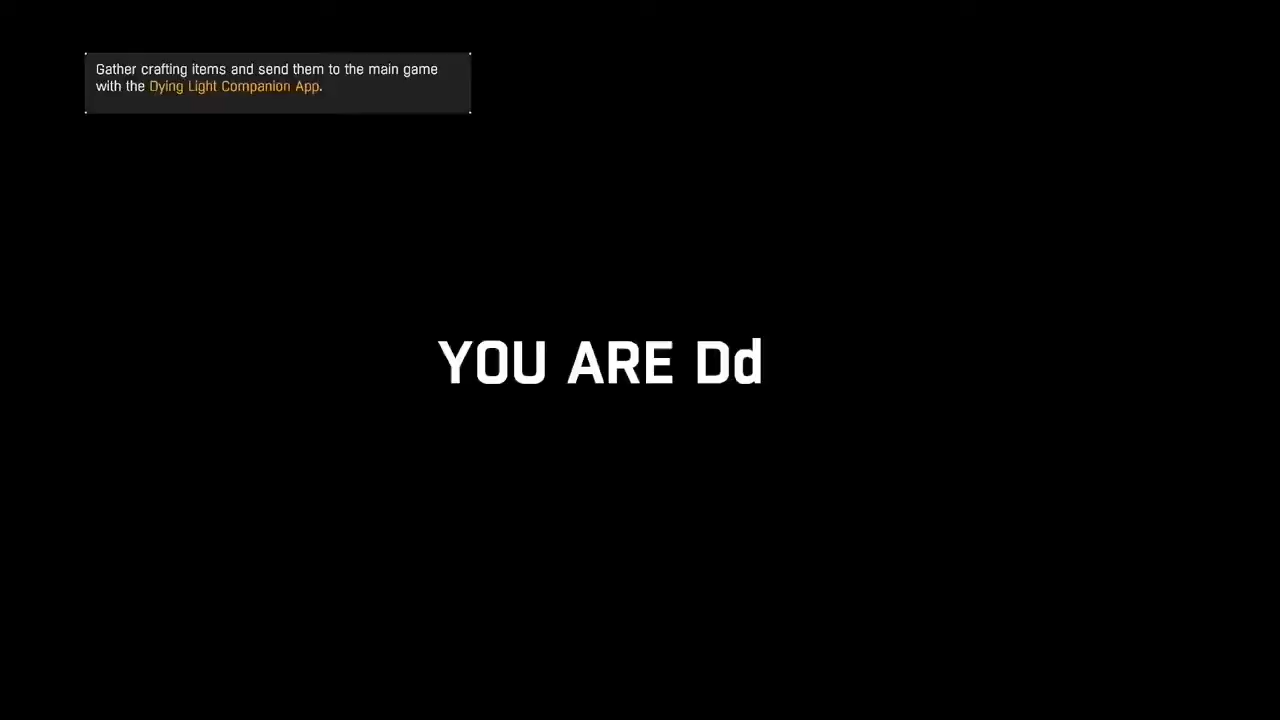 Gather crafting items and send them to the main game
with the Dying Light Companion App.
YOU ARE Dd